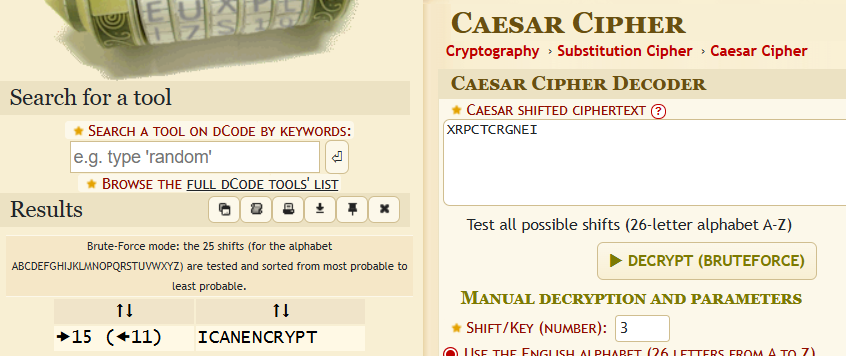 EUXPL
17510
Search for a tool
★ SEARCH A TOOL ON DCODE BY KEYWORDS:
e.g. type 'random'
★ BROWSE THE FULL DCODE TOOLS' LIST
Results
Brute-Force mode: the 25 shifts (for the alphabet
ABCDEFGHIJKLMNOPQRSTUVWXYZ) are tested and sorted from most probable to
least probable.
↑↓ ↑↓
🠞15 (🠜11) ICANENCRYPT
CAESAR CIPHER
Cryptography › Substitution Cipher › Caesar Cipher
CAESAR CIPHER DECODER
★ CAESAR SHIFTED CIPHERTEXT ?
XRPCTCRGNEI
Test all possible shifts (26-letter alphabet A-Z)
▶ DECRYPT (BRUTEFORCE)
MANUAL DECRYPTION AND PARAMETERS
★ SHIFT/KEY (NUMBER): 3
USE THE ENGLISH ALPHABET (26 LETTERS FROM A TO Z)